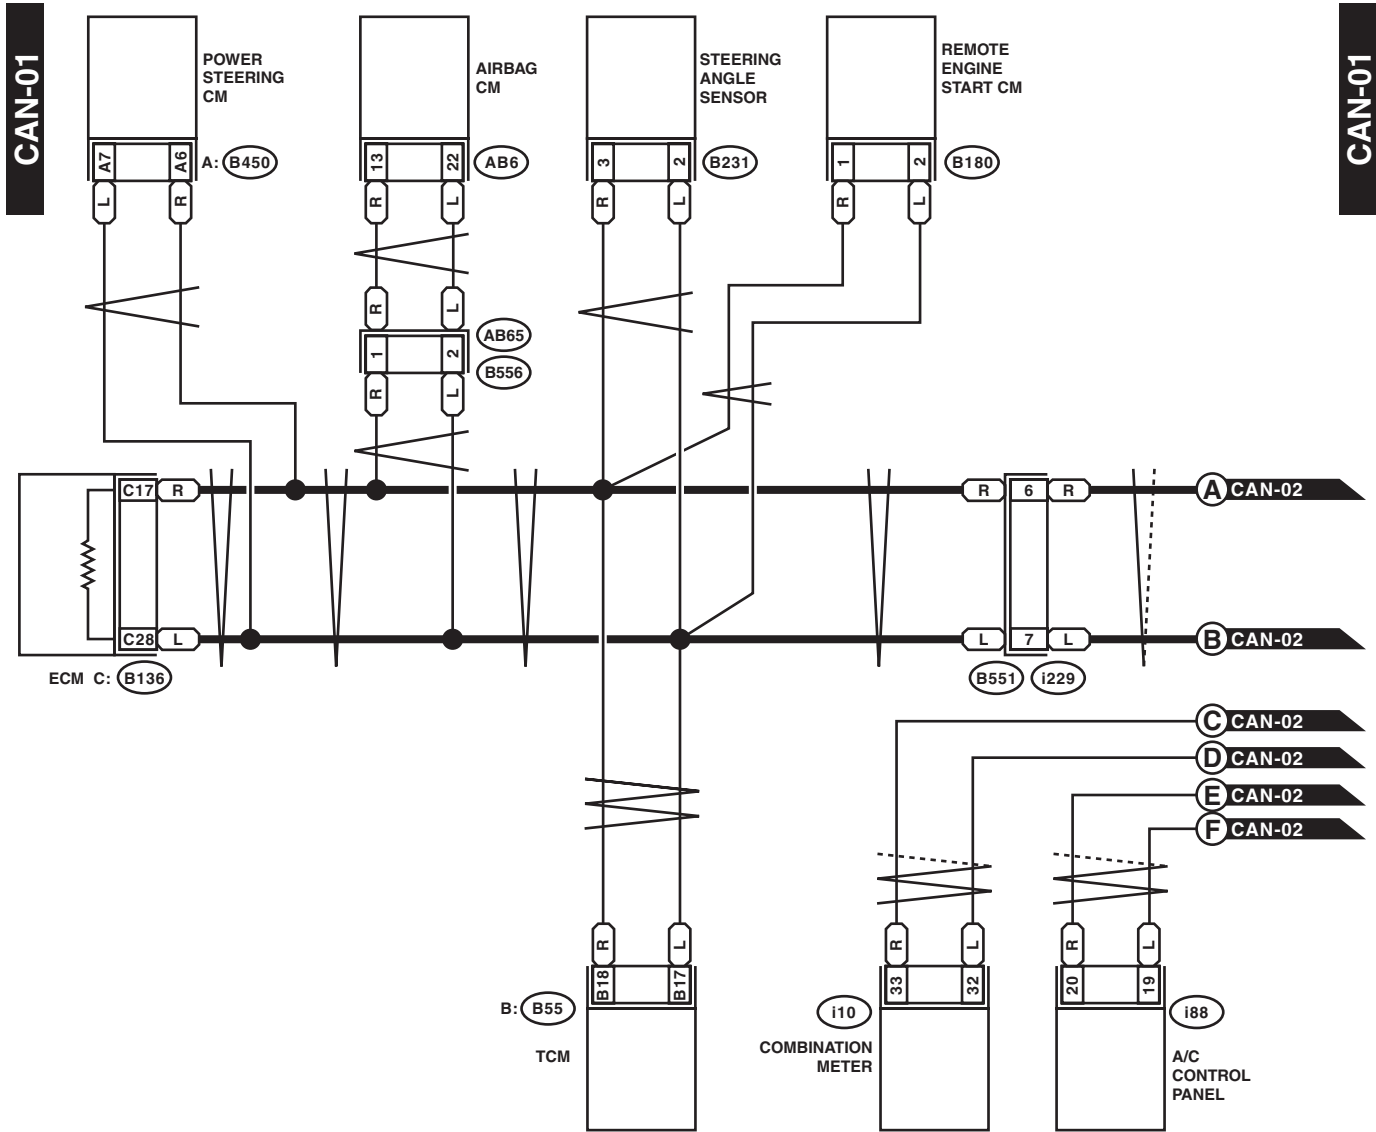 CAN-01
CAN-01
POWER
STEERING
CM
AIRBAG
CM
STEERING
ANGLE
SENSOR
REMOTE
ENGINE
START CM
A7
A6
A: B450
13
22
AB6
3
2
B231
1
2
B180
L
R
R
L
R
L
R
L
R
L
AB65
1
2
B556
R
L
C17
R
R
6
R
A CAN-02
C28
L
L
7
L
B CAN-02
ECM C: B136
B551
i229
C CAN-02
D CAN-02
E CAN-02
F CAN-02
R
L
R
L
R
L
B18
B17
33
32
20
19
B: B55
i10
i88
TCM
COMBINATION
METER
A/C
CONTROL
PANEL